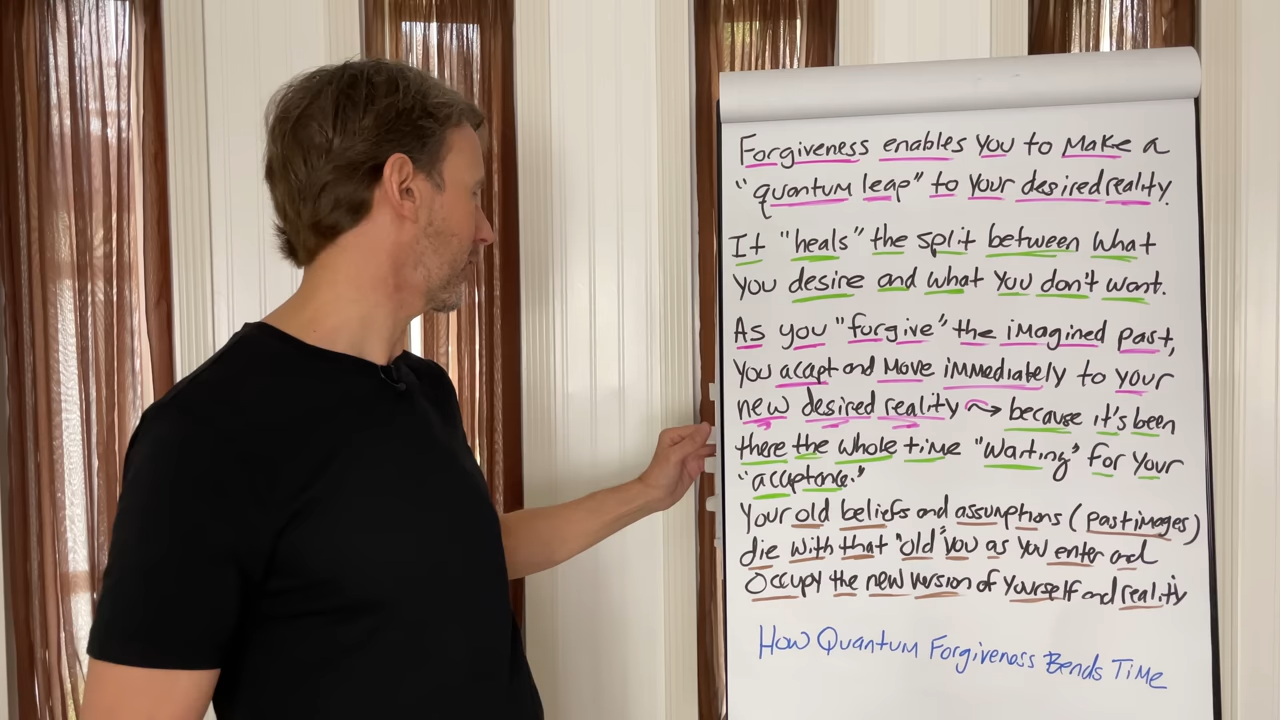 Forgiveness enables you to make a
"quantum leap" to your desired reality.
It "heals" the split between what
you desire and what you don't want.
As you "forgive" the imagined past,
you accapt and move immediately to your
new desired reality → because it's been
there the whole time "waiting" for your
"accaptance."
Your old beliefs and assumptions (past images)
die with that "old" you as you enter and
occupy the new version of yourself and reality
How Quantum Forgiveness Bends Time